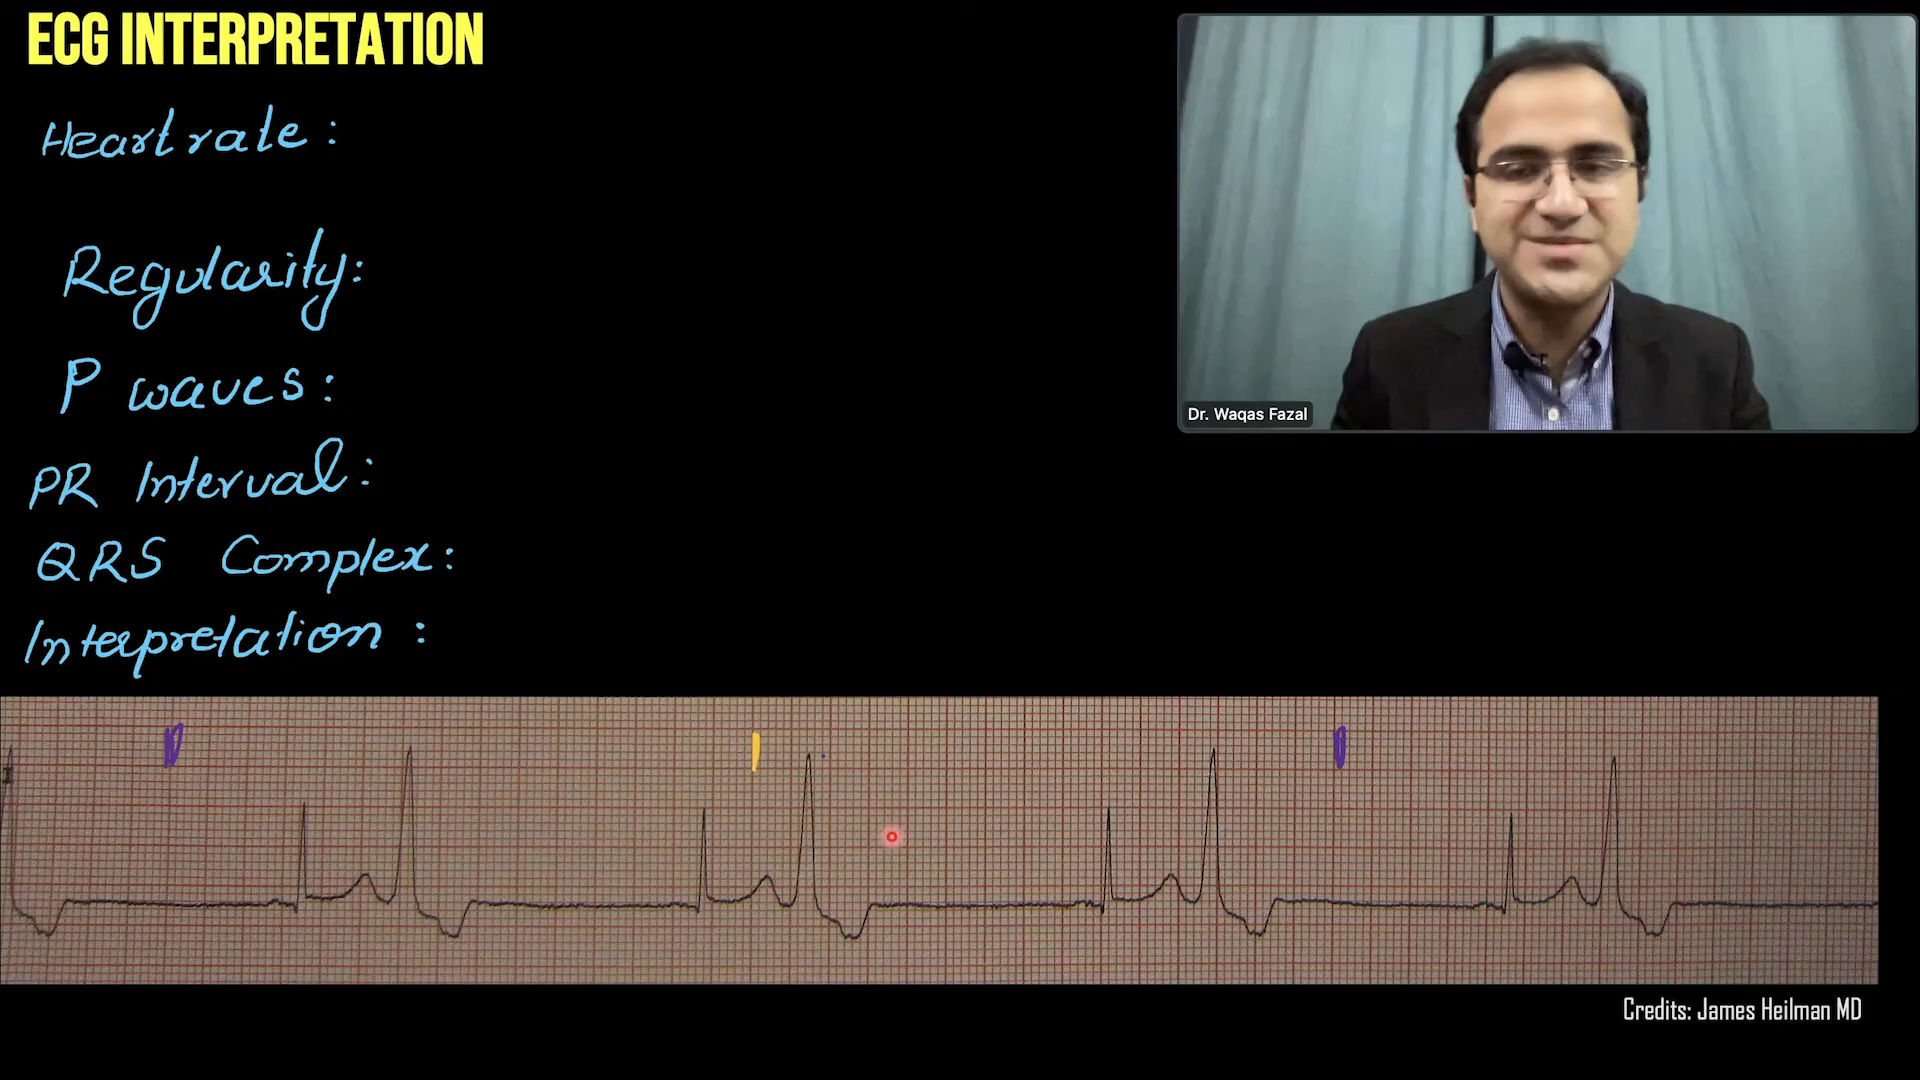 ECG INTERPRETATION
Heart rate:
Regularity:
P waves:
PR Interval:
QRS Complex:
Interpretation:
Dr. Waqas Fazal
Credits: James Heilman MD